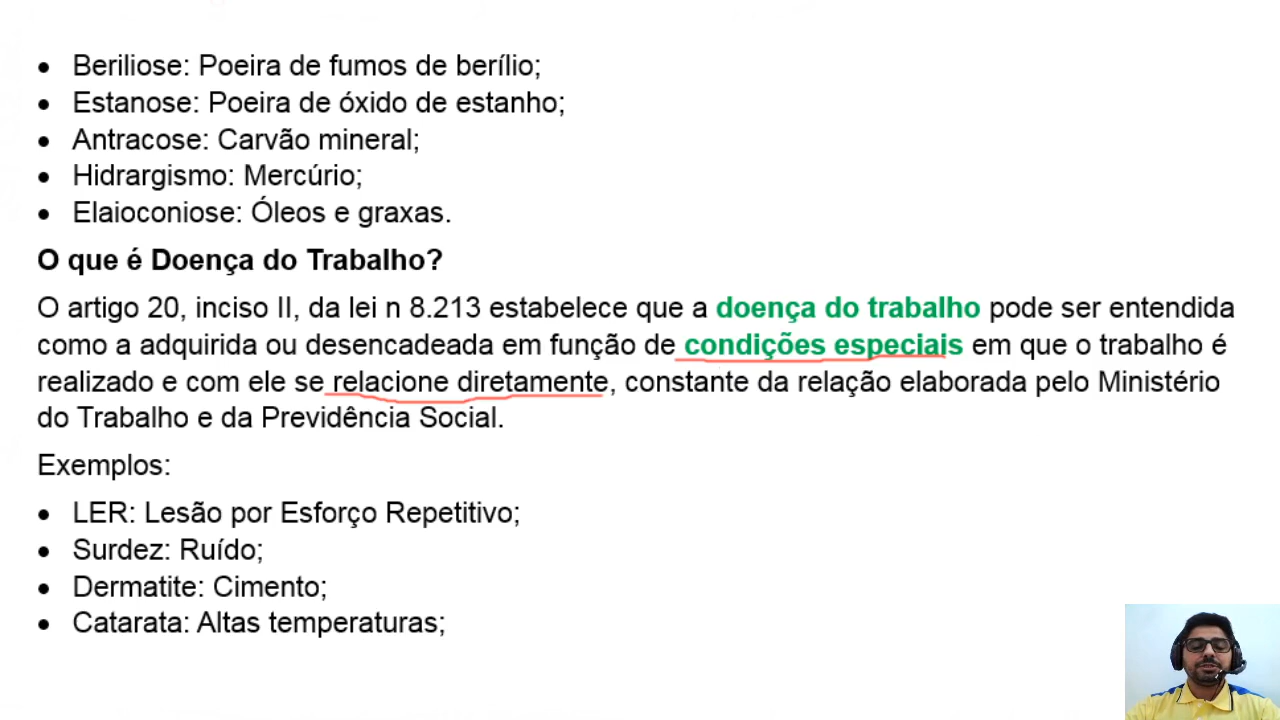 • Beriliose: Poeira de fumos de berílio;
• Estanose: Poeira de óxido de estanho;
• Antracose: Carvão mineral;
• Hidrargismo: Mercúrio;
• Elaioconiose: Óleos e graxas.
O que é Doença do Trabalho?
O artigo 20, inciso II, da lei n 8.213 estabelece que a doença do trabalho pode ser entendida
como a adquirida ou desencadeada em função de condições especiais em que o trabalho é
realizado e com ele se relacione diretamente, constante da relação elaborada pelo Ministério
do Trabalho e da Previdência Social.
Exemplos:
• LER: Lesão por Esforço Repetitivo;
• Surdez: Ruído;
• Dermatite: Cimento;
• Catarata: Altas temperaturas;